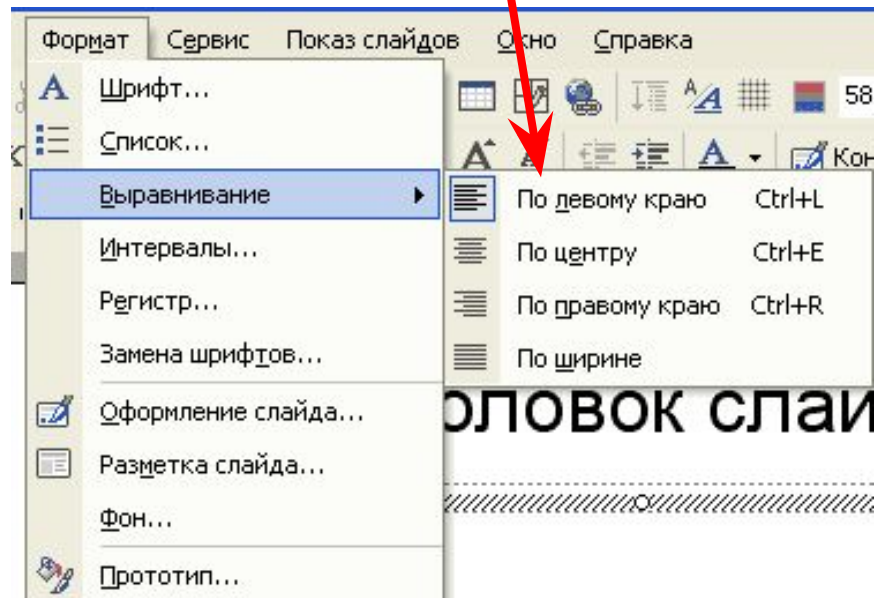 Формат Сервис Показ слайдов Окно Справка
58
Шрифт...
Список...
Кон
Выравнивание
По левому краю Ctrl+L
По центру Ctrl+E
По правому краю Ctrl+R
По ширине
Интервалы...
Регистр...
Замена шрифтов...
Оформление слайда...
Разметка слайда...
Фон...
Прототип...
оловок слай